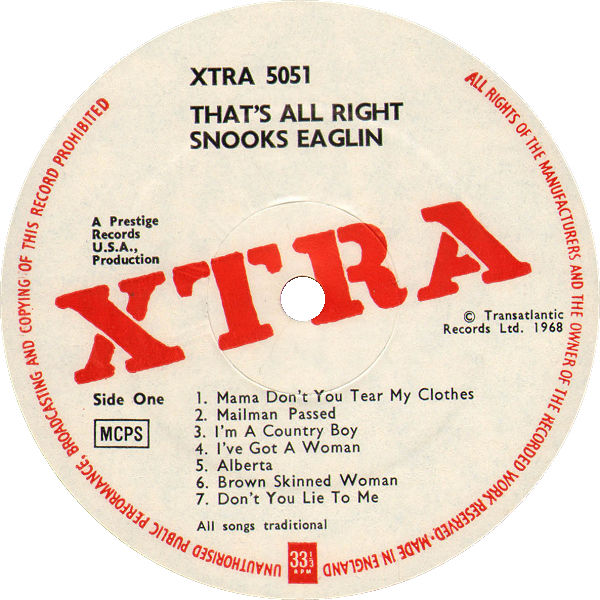 XTRA 5051
THAT'S ALL RIGHT
SNOOKS EAGLIN
A Prestige
Records
U.S.A.,
Production
XTRA
© Transatlantic
Records Ltd. 1968
Side One
MCPS
1. Mama Don't You Tear My Clothes
2. Mailman Passed
3. I'm A Country Boy
4. I've Got A Woman
5. Alberta
6. Brown Skinned Woman
7. Don't You Lie To Me
All songs traditional
33⅓
RPM
ALL RIGHTS OF THE MANUFACTURERS AND THE OWNER OF THE RECORDED WORK RESERVED·MADE IN ENGLAND
UNAUTHORISED PUBLIC PERFORMANCE, BROADCASTING AND COPYING OF THIS RECORD PROHIBITED